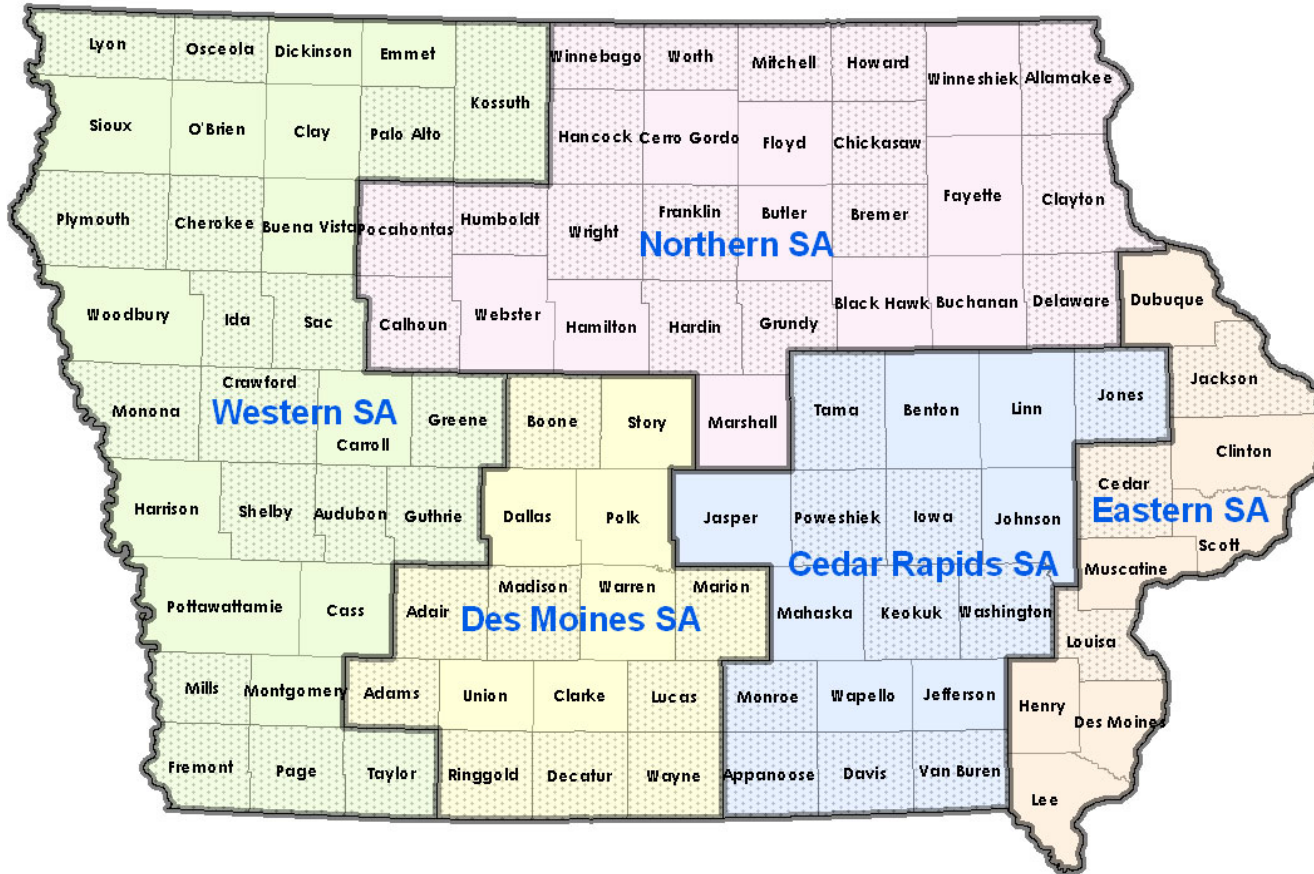 Lyon
Osceola
Dickinson
Emmet
Kossuth
Winnebago
Worth
Mitchell
Howard
Winneshiek
Allamakee
Sioux
O'Brien
Clay
Palo Alto
Hancock
Cerro Gordo
Floyd
Chickasaw
Fayette
Clayton
Plymouth
Cherokee
Buena Vista
Pocahontas
Humboldt
Wright
Franklin
Butler
Bremer
Northern SA
Woodbury
Ida
Sac
Calhoun
Webster
Hamilton
Hardin
Grundy
Black Hawk
Buchanan
Delaware
Dubuque
Jackson
Monona
Crawford
Western SA
Carroll
Greene
Boone
Story
Marshall
Tama
Benton
Linn
Jones
Clinton
Harrison
Shelby
Audubon
Guthrie
Dallas
Polk
Jasper
Poweshiek
Iowa
Johnson
Cedar
Eastern SA
Scott
Cedar Rapids SA
Muscatine
Pottawattamie
Cass
Adair
Madison
Warren
Marion
Des Moines SA
Mahaska
Keokuk
Washington
Louisa
Mills
Montgomery
Adams
Union
Clarke
Lucas
Monroe
Wapello
Jefferson
Henry
Des Moines
Fremont
Page
Taylor
Ringgold
Decatur
Wayne
Appanoose
Davis
Van Buren
Lee